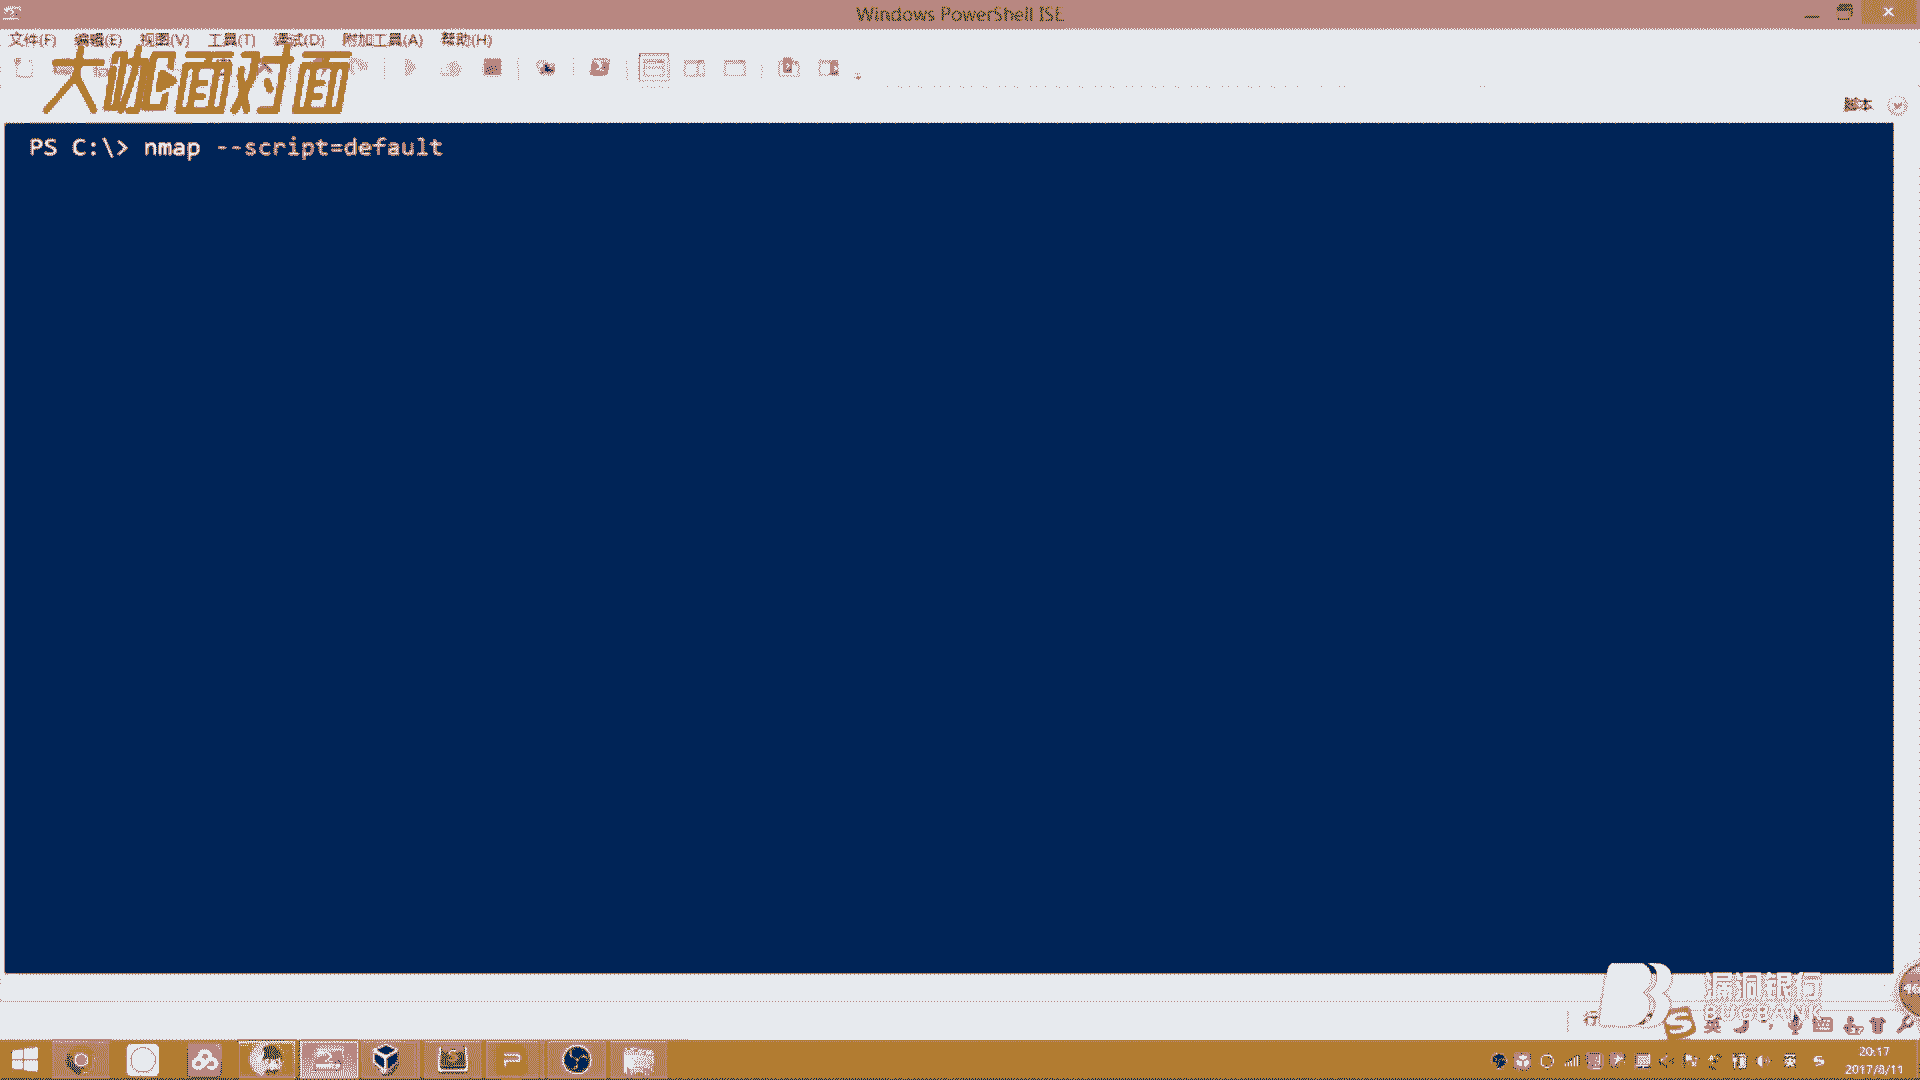 Windows PowerShell ISE
文件(F) 编辑(E) 视图(V) 工具(T) 调试(D) 附加工具(A) 帮助(H)
大咖面对面
脚本
PS C:\> nmap --script=default
漏洞银行
BUGBANK
行
英
20:17
2017/8/11